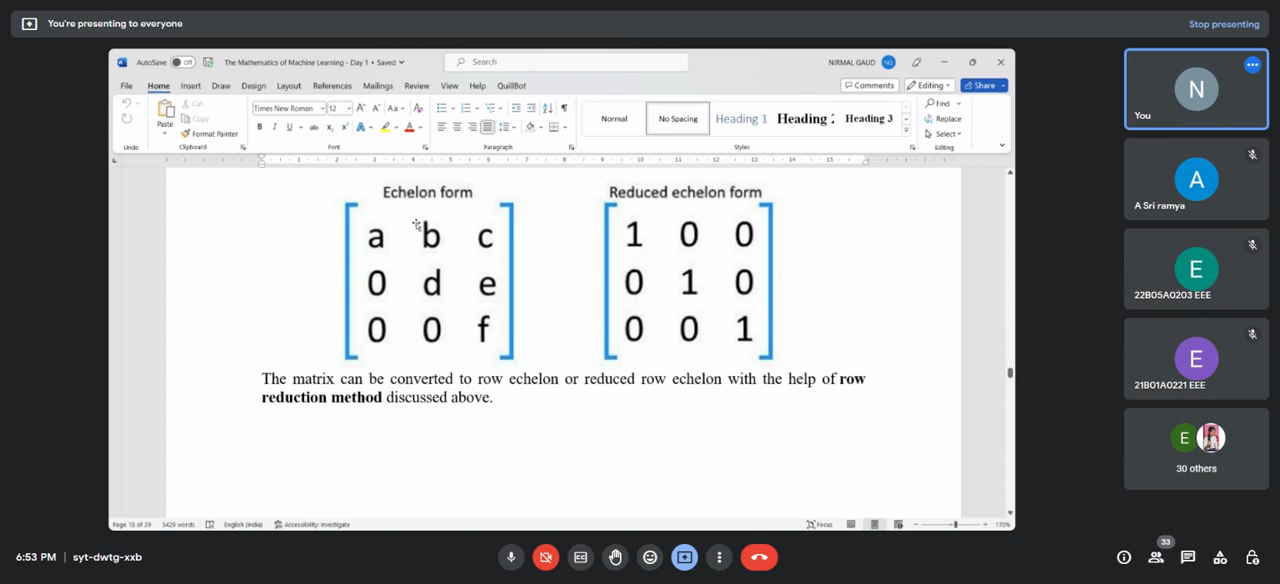 You're presenting to everyone
Stop presenting
AutoSave Off The Mathematics of Machine Learning - Day 1 • Saved
Search
NIRMAL GAUD NG
File Home Insert Draw Design Layout References Mailings Review View Help QuillBot
Comments Editing Share
Paste
Cut
Copy
Format Painter
Times New Roman 12
Normal No Spacing Heading 1 Heading 2 Heading 3
Find
Replace
Select
Undo Clipboard Font Paragraph Styles Editing
Echelon form
a b c
0 d e
0 0 f
Reduced echelon form
1 0 0
0 1 0
0 0 1
The matrix can be converted to row echelon or reduced row echelon with the help of row
reduction method discussed above.
Page 18 of 29 5429 words English (India) Accessibility: Investigate
Focus
170%
N
You
A
A Sri ramya
E
22B05A0203 EEE
E
21B01A0221 EEE
E
30 others
6:53 PM | syt-dwtg-xxb
33